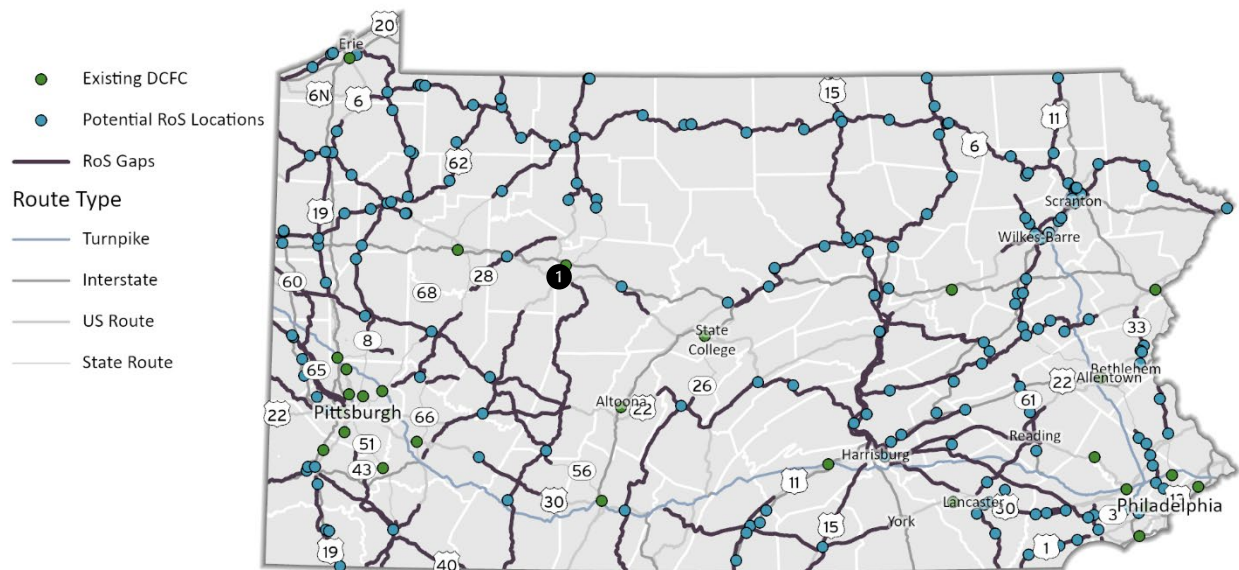 Existing DCFC
Potential RoS Locations
RoS Gaps
Route Type
Turnpike
Interstate
US Route
State Route
20
Erie
6N
6
15
11
62
6
Scranton
19
Wilkes-Barre
28
1
60
68
State
College
33
8
65
Bethlehem
Allentown
26
22
Altoona
22
61
22
Pittsburgh
66
51
Reading
43
Harrisburg
56
11
30
Lancaster
30
3
Philadelphia
York
15
19
1
40